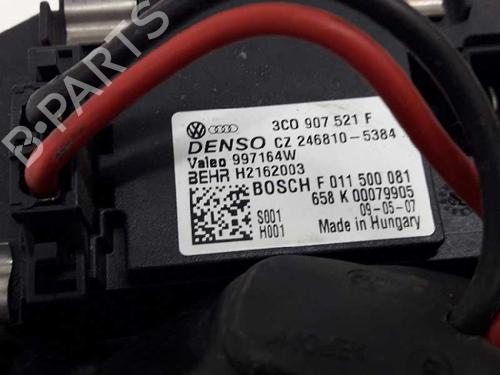 3C0 907 521 F
DENSO CZ 246810-5384
Valeo 997164W
BEHR H2162003
BOSCH F 011 500 081
658 K 00079905
S001 09-05-07
H001 Made in Hungary
B-PARTS